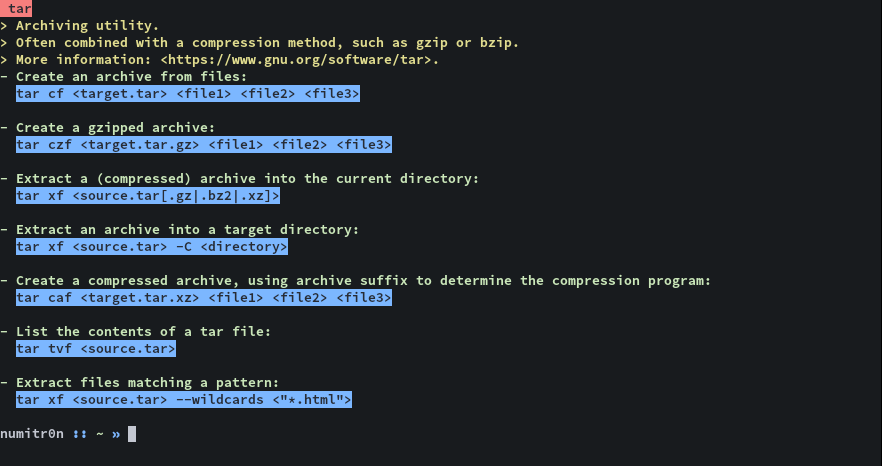 tar
> Archiving utility.
> Often combined with a compression method, such as gzip or bzip.
> More information: <https://www.gnu.org/software/tar>.
- Create an archive from files:
tar cf <target.tar> <file1> <file2> <file3>
- Create a gzipped archive:
tar czf <target.tar.gz> <file1> <file2> <file3>
- Extract a (compressed) archive into the current directory:
tar xf <source.tar[.gz|.bz2|.xz]>
- Extract an archive into a target directory:
tar xf <source.tar> -C <directory>
- Create a compressed archive, using archive suffix to determine the compression program:
tar caf <target.tar.xz> <file1> <file2> <file3>
- List the contents of a tar file:
tar tvf <source.tar>
- Extract files matching a pattern:
tar xf <source.tar> --wildcards <"*.html">
numitr0n :: ~ »